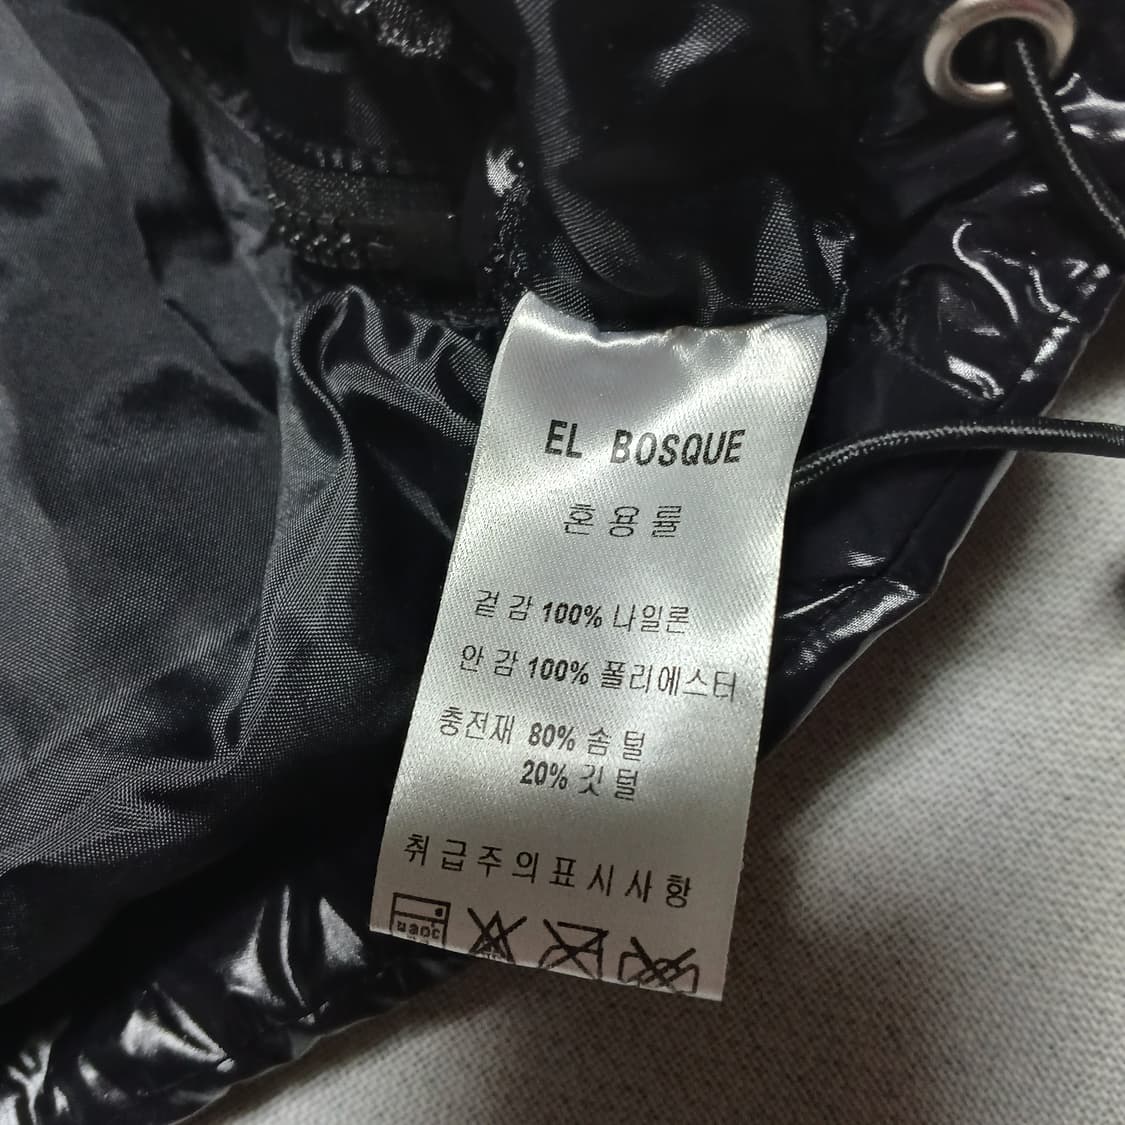 EL BOSQUE
혼용률
겉감 100% 나일론
안감 100% 폴리에스터
충전재 80% 솜털
20% 깃털
취급주의표시사항